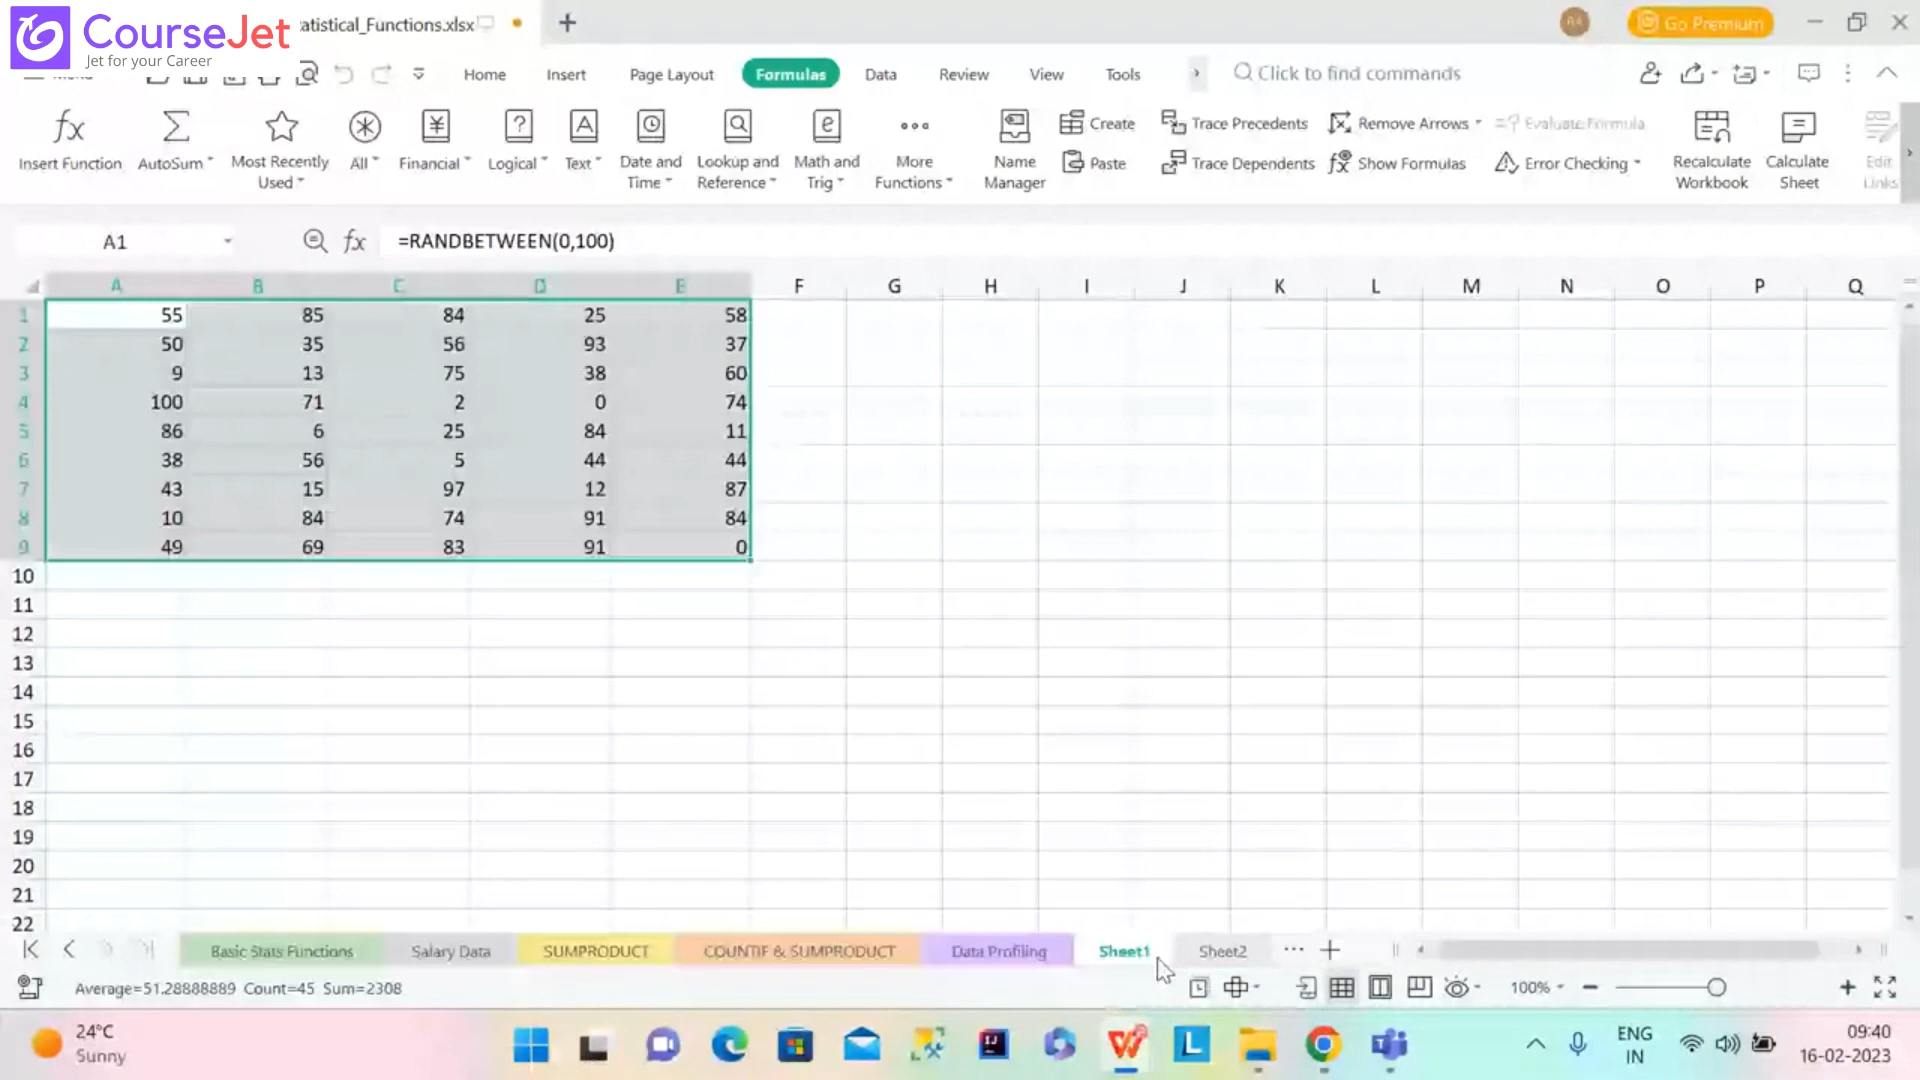 CourseJet
Jet for your Career
atistical_Functions.xlsx
RA
Go Premium
Home Insert Page Layout Formulas Data Review View Tools
Click to find commands
Insert Function AutoSum Most Recently Used All Financial Logical Text Date and Time Lookup and Reference Math and Trig More Functions Name Manager
Create Paste
Trace Precedents Remove Arrows Evaluate Formula
Trace Dependents Show Formulas Error Checking
Recalculate Workbook Calculate Sheet Edit Links
A1 fx =RANDBETWEEN(0,100)
A B C D E F G H I J K L M N O P Q
1 55 85 84 25 58
2 50 35 56 93 37
3 9 13 75 38 60
4 100 71 2 0 74
5 86 6 25 84 11
6 38 56 5 44 44
7 43 15 97 12 87
8 10 84 74 91 84
9 49 69 83 91 0
10
11
12
13
14
15
16
17
18
19
20
21
22
Basic Stats Functions Salary Data SUMPRODUCT COUNTIF & SUMPRODUCT Data Profiling Sheet1 Sheet2
Average=51.28888889 Count=45 Sum=2308
100%
24°C
Sunny
ENG
IN
09:40
16-02-2023